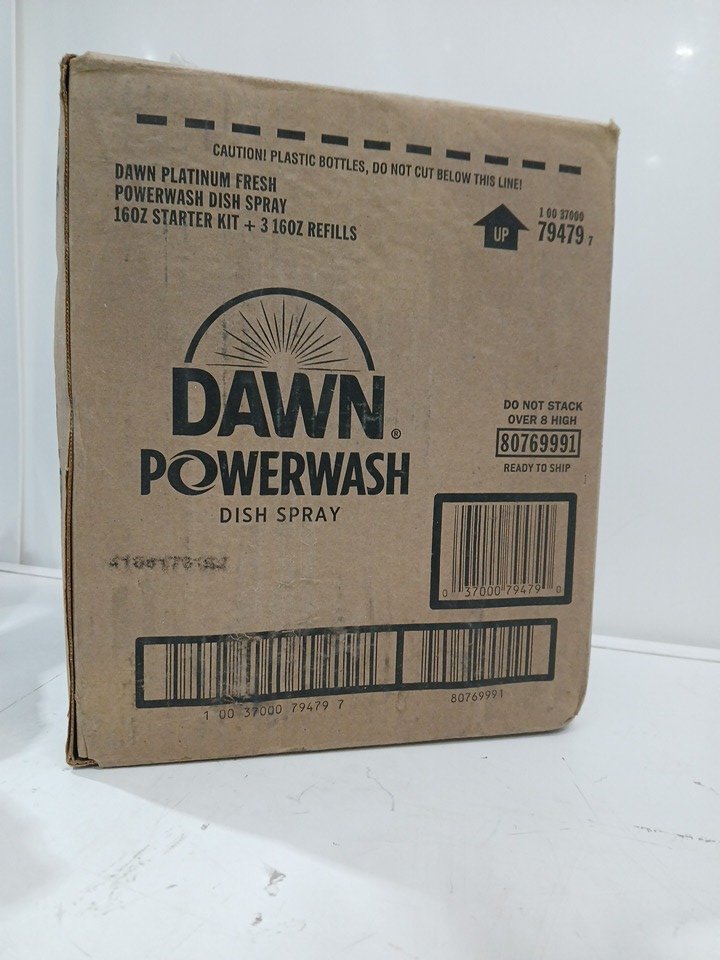 CAUTION! PLASTIC BOTTLES, DO NOT CUT BELOW THIS LINE!
DAWN PLATINUM FRESH
POWERWASH DISH SPRAY
16OZ STARTER KIT + 3 16OZ REFILLS
UP
1 00 37000
79479 7
DAWN®
POWERWASH
DISH SPRAY
DO NOT STACK
OVER 8 HIGH
80769991
READY TO SHIP
0 37000 79479 0
1 00 37000 79479 7
80769991